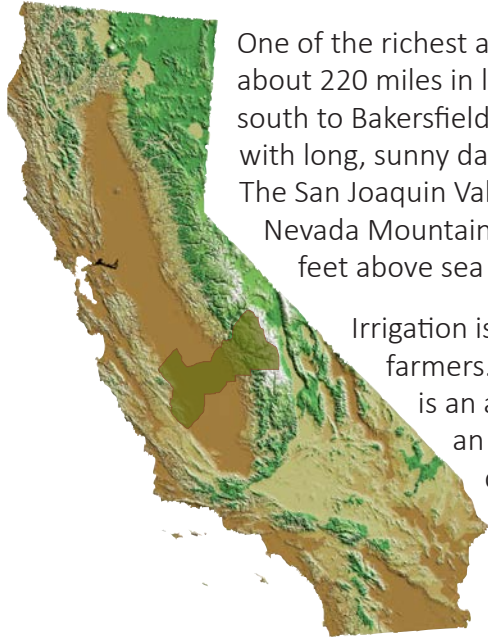 One of the richest a
about 220 miles in l
south to Bakersfield
with long, sunny da
The San Joaquin Val
Nevada Mountain
feet above sea
Irrigation is
farmers.
is an a
an